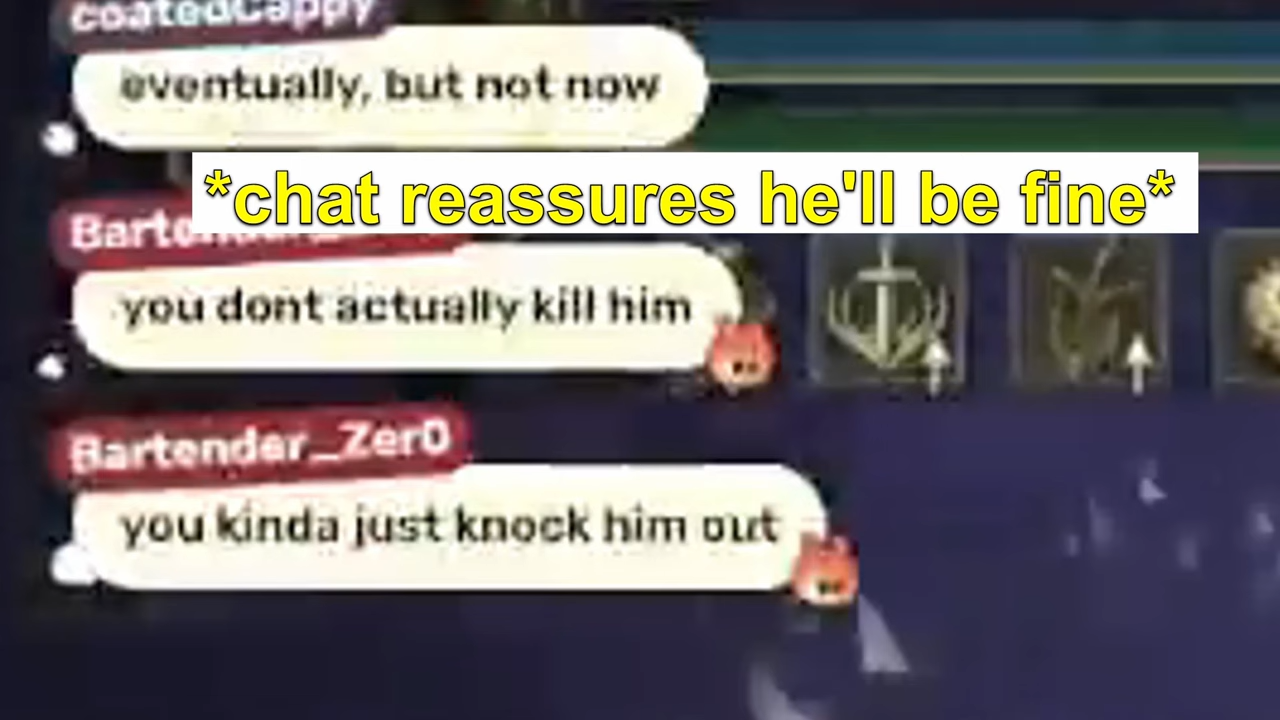 coatedCappy
eventually, but not now
*chat reassures he'll be fine*
you dont actually kill him
Bartender_Zer0
you kinda just knock him out